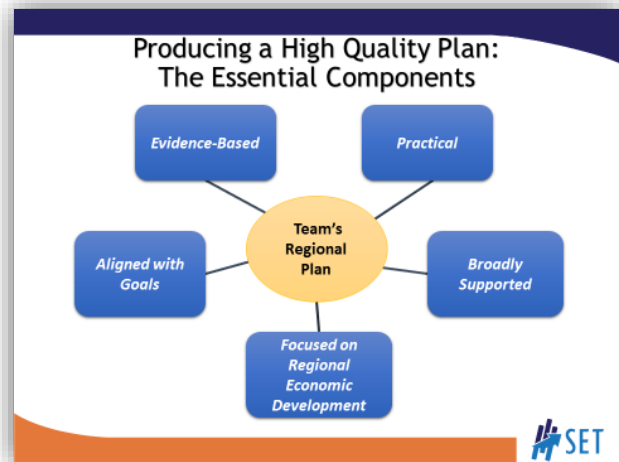 Producing a High Quality Plan:
The Essential Components
Evidence-Based
Practical
Team's
Regional
Plan
Aligned with
Goals
Broadly
Supported
Focused on
Regional
Economic
Development
SET